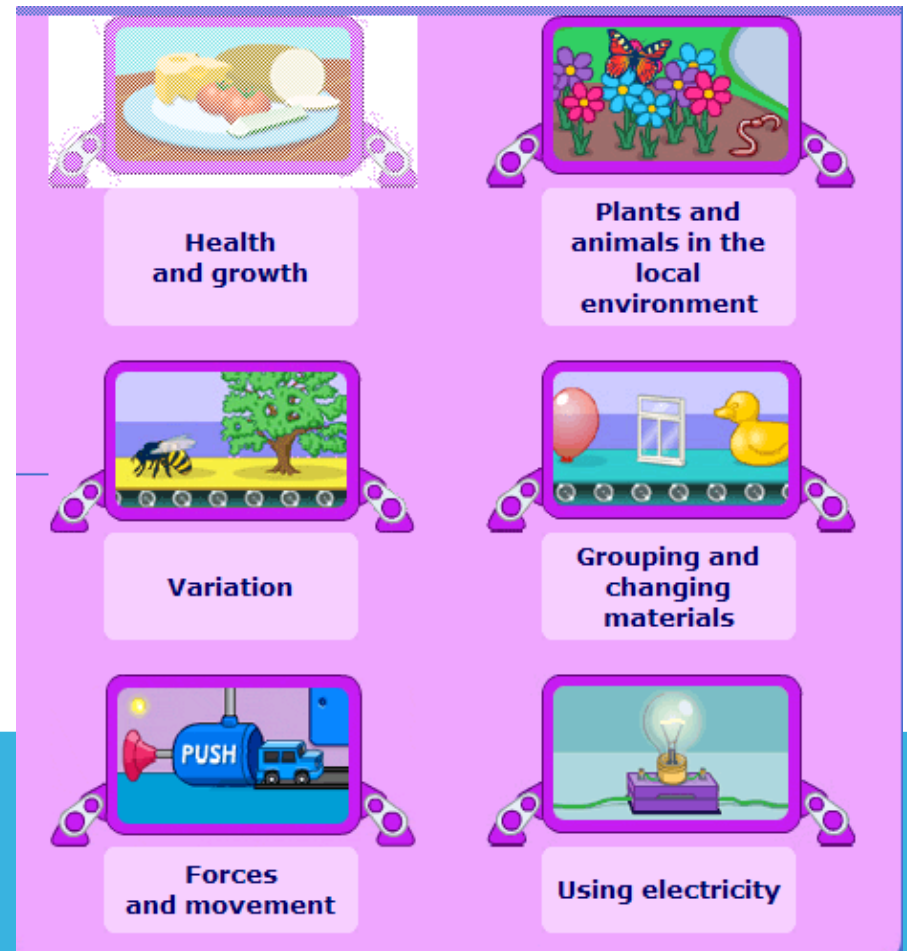 Health
and growth
Plants and
animals in the
local
environment
Variation
Grouping and
changing
materials
PUSH
Forces
and movement
Using electricity